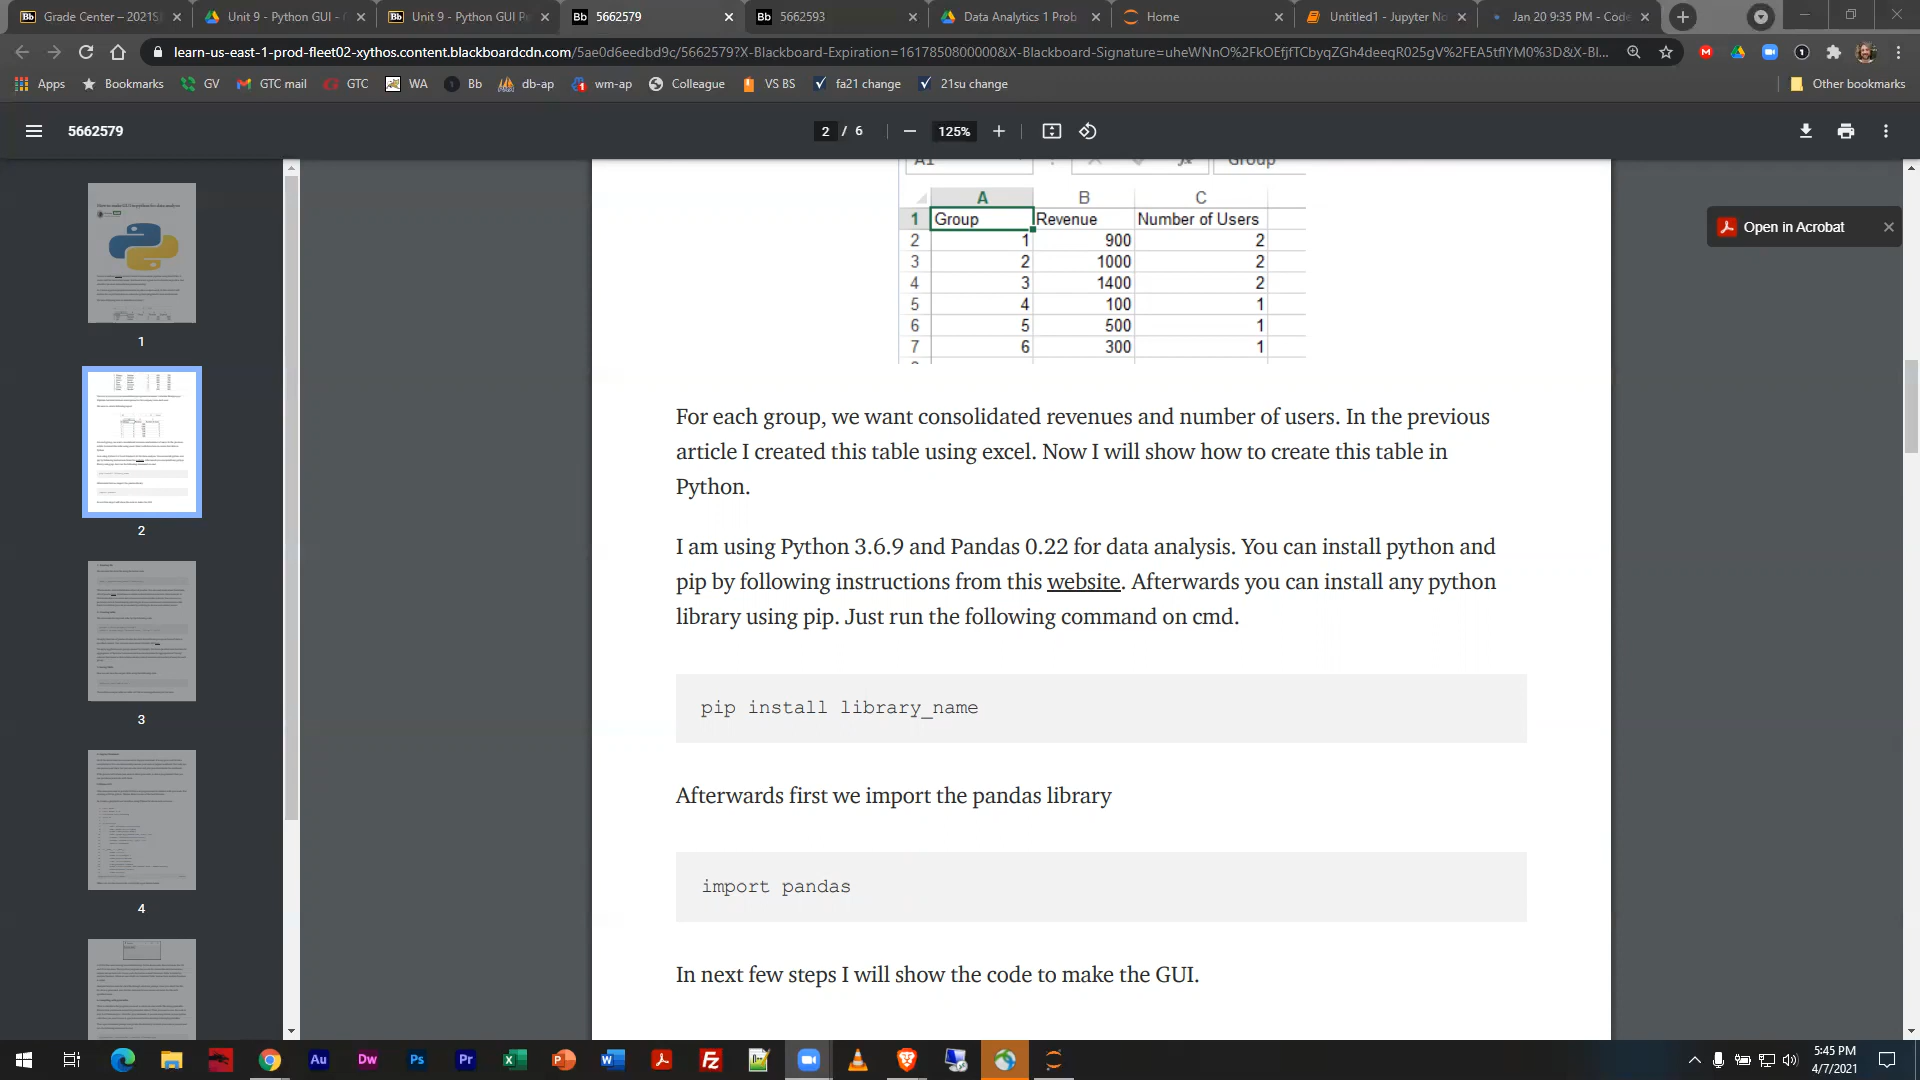 Grade Center – 2021S
Unit 9 - Python GUI -
Unit 9 - Python GUI P
5662579
5662593
Data Analytics 1 Prob
Home
Untitled1 - Jupyter No
Jan 20 9:35 PM - Code
learn-us-east-1-prod-fleet02-xythos.content.blackboardcdn.com/5ae0d6eedbd9c/5662579?X-Blackboard-Expiration=1617850800000&X-Blackboard-Signature=uheWNnO%2FkOEfjfTCbyqZGh4deeqR025gV%2FEA5tflYM0%3D&X-Bl...
Apps
Bookmarks
GV
GTC mail
GTC
WA
Bb
db-ap
wm-ap
Colleague
VS BS
fa21 change
21su change
Other bookmarks
5662579
2 / 6
125%
Open in Acrobat
1
2
3
4
A1 fx Group
A B C
1 Group Revenue Number of Users
2 1 900 2
3 2 1000 2
4 3 1400 2
5 4 100 1
6 5 500 1
7 6 300 1
For each group, we want consolidated revenues and number of users. In the previous
article I created this table using excel. Now I will show how to create this table in
Python.
I am using Python 3.6.9 and Pandas 0.22 for data analysis. You can install python and
pip by following instructions from this website. Afterwards you can install any python
library using pip. Just run the following command on cmd.
pip install library_name
Afterwards first we import the pandas library
import pandas
In next few steps I will show the code to make the GUI.
5:45 PM
4/7/2021